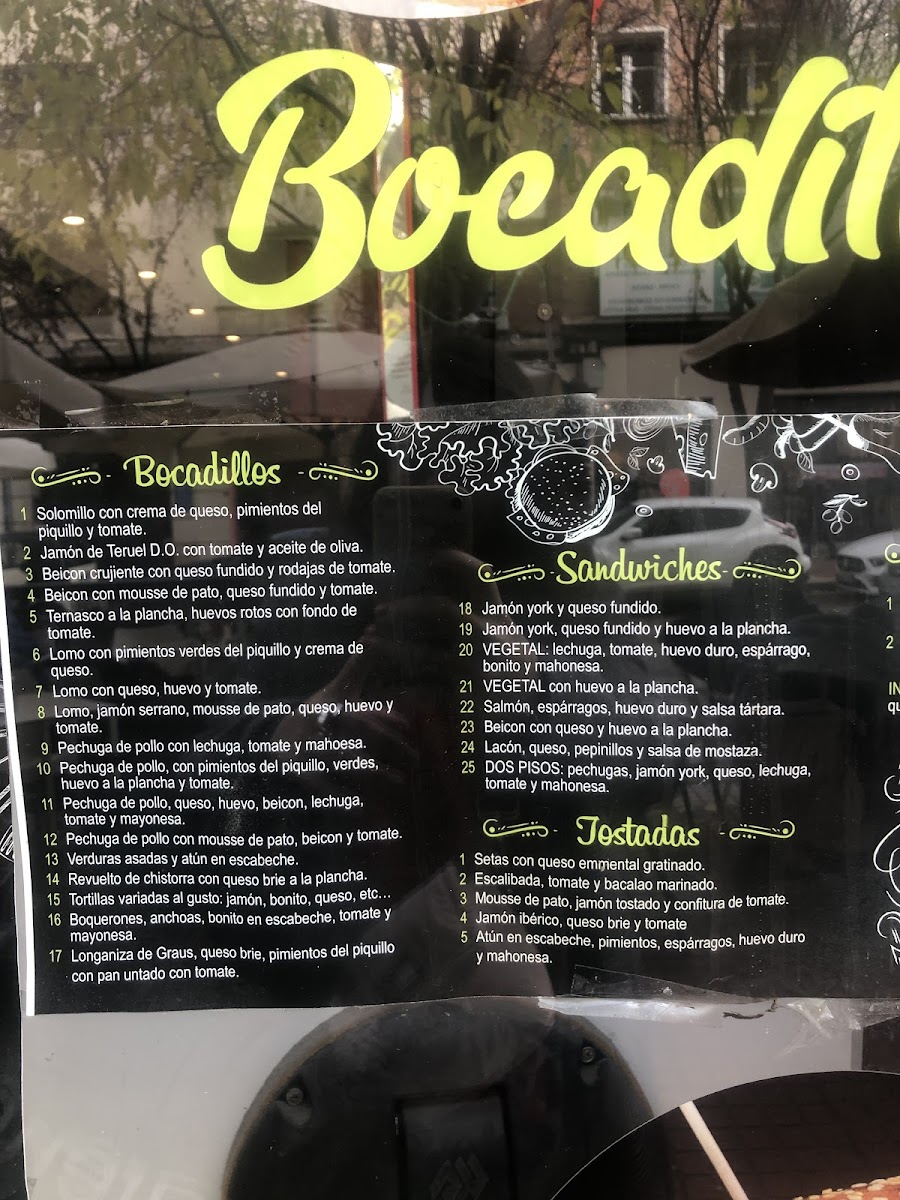 Bocadil
Bocadillos
1 Solomillo con crema de queso, pimientos del
piquillo y tomate.
2 Jamón de Teruel D.O. con tomate y aceite de oliva.
3 Beicon crujiente con queso fundido y rodajas de tomate.
4 Beicon con mousse de pato, queso fundido y tomate.
5 Ternasco a la plancha, huevos rotos con fondo de
tomate.
6 Lomo con pimientos verdes del piquillo y crema de
queso.
7 Lomo con queso, huevo y tomate.
8 Lomo, jamón serrano, mousse de pato, queso, huevo y
tomate.
9 Pechuga de pollo con lechuga, tomate y mahoesa.
10 Pechuga de pollo, con pimientos del piquillo, verdes,
huevo a la plancha y tomate.
11 Pechuga de pollo, queso, huevo, beicon, lechuga,
tomate y mayonesa.
12 Pechuga de pollo con mousse de pato, beicon y tomate.
13 Verduras asadas y atún en escabeche.
14 Revuelto de chistorra con queso brie a la plancha.
15 Tortillas variadas al gusto: jamón, bonito, queso, etc...
16 Boquerones, anchoas, bonito en escabeche, tomate y
mayonesa.
17 Longaniza de Graus, queso brie, pimientos del piquillo
con pan untado con tomate.
Sandwiches
18 Jamón york y queso fundido.
19 Jamón york, queso fundido y huevo a la plancha.
20 VEGETAL: lechuga, tomate, huevo duro, espárrago,
bonito y mahonesa.
21 VEGETAL con huevo a la plancha.
22 Salmón, espárragos, huevo duro y salsa tártara.
23 Beicon con queso y huevo a la plancha.
24 Lacón, queso, pepinillos y salsa de mostaza.
25 DOS PISOS: pechugas, jamón york, queso, lechuga,
tomate y mahonesa.
Tostadas
1 Setas con queso emmental gratinado.
2 Escalibada, tomate y bacalao marinado.
3 Mousse de pato, jamón tostado y confitura de tomate.
4 Jamón ibérico, queso brie y tomate
5 Atún en escabeche, pimientos, espárragos, huevo duro
y mahonesa.
1
2
IN
qu